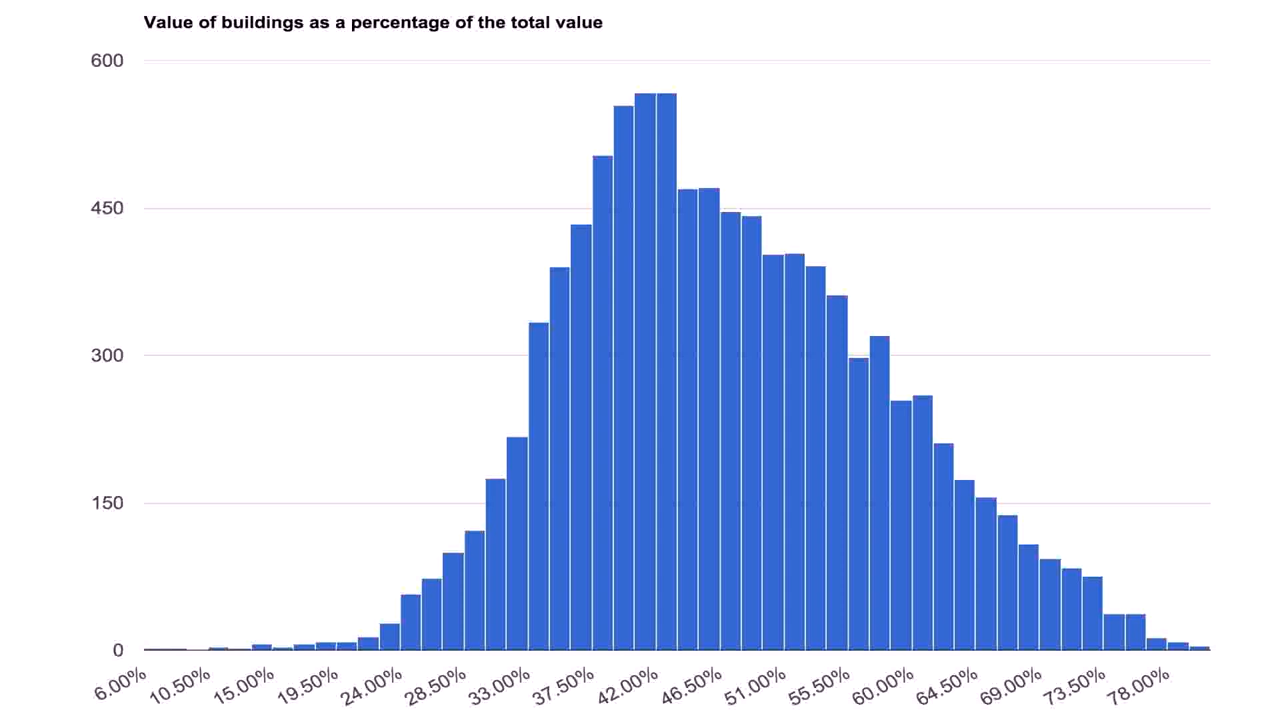 Value of buildings as a percentage of the total value
600
450
300
150
0
6.00% 10.50% 15.00% 19.50% 24.00% 28.50% 33.00% 37.50% 42.00% 46.50% 51.00% 55.50% 60.00% 64.50% 69.00% 73.50% 78.00%